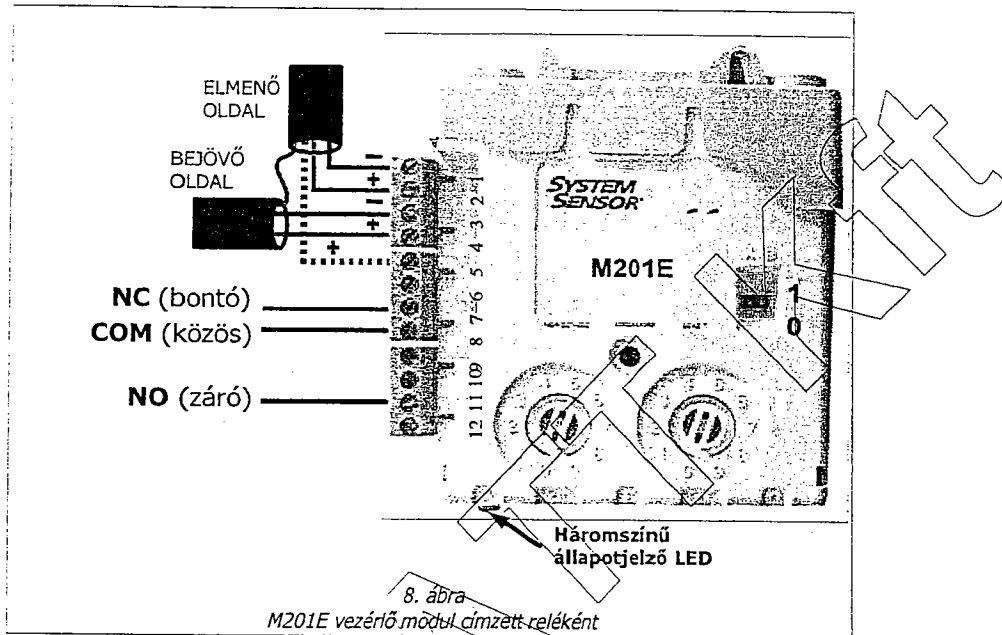 ELMENŐ
OLDAL
BEJÖVŐ
OLDAL
−
+
−
+
+
1
2
3
4
5
6
7
8
9
10
11
12
SYSTEM
SENSOR
M201E
1
0
NC (bontó)
COM (közös)
NO (záró)
Háromszínű
állapotjelző LED
8. ábra
M201E vezérlő modul címzett reléként